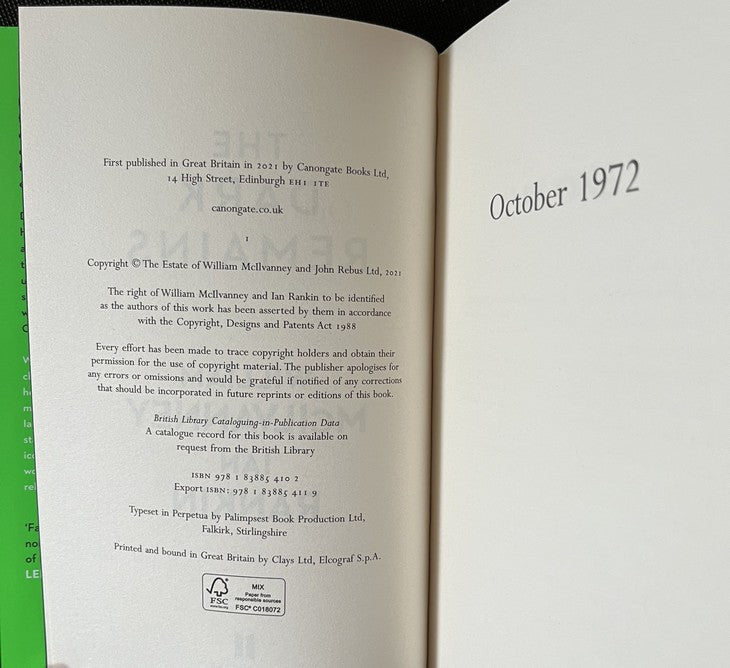 First published in Great Britain in 2021 by Canongate Books Ltd,
14 High Street, Edinburgh EH1 1TE
canongate.co.uk
1
Copyright © The Estate of William McIlvanney and John Rebus Ltd, 2021
The right of William McIlvanney and Ian Rankin to be identified
as the authors of this work has been asserted by them in accordance
with the Copyright, Designs and Patents Act 1988
Every effort has been made to trace copyright holders and obtain their
permission for the use of copyright material. The publisher apologises for
any errors or omissions and would be grateful if notified of any corrections
that should be incorporated in future reprints or editions of this book.
British Library Cataloguing-in-Publication Data
A catalogue record for this book is available on
request from the British Library
ISBN 978 1 83885 410 2
Export ISBN: 978 1 83885 411 9
Typeset in Perpetua by Palimpsest Book Production Ltd,
Falkirk, Stirlingshire
Printed and bound in Great Britain by Clays Ltd, Elcograf S.p.A.
FSC
www.fsc.org
MIX
Paper from
responsible sources
FSC® C018072
October 1972